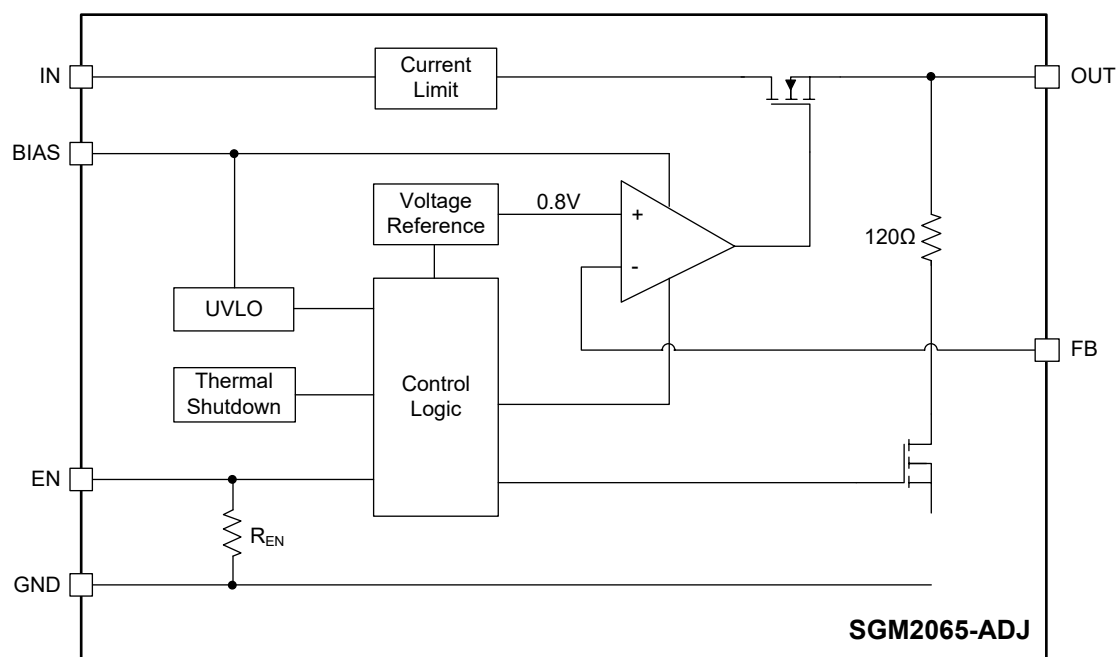 IN
Current
Limit
OUT
BIAS
Voltage
Reference
0.8V
+
-
120Ω
UVLO
FB
Thermal
Shutdown
Control
Logic
EN
REN
GND
SGM2065-ADJ